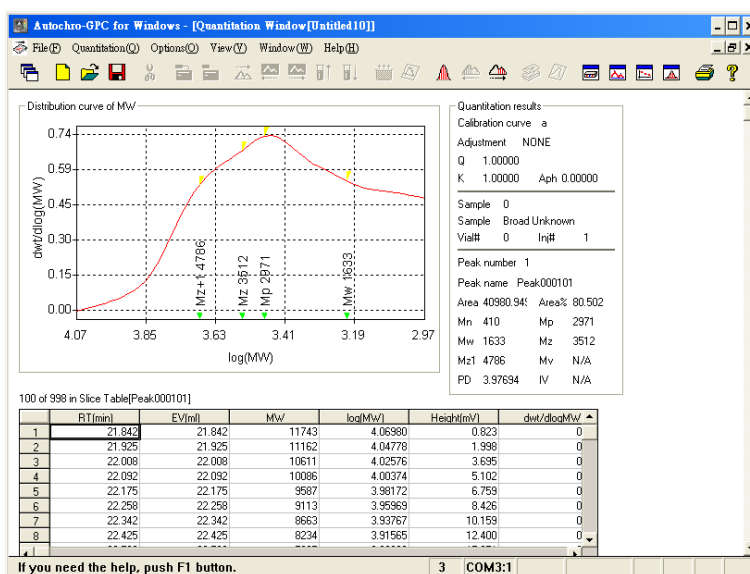 Autochro-GPC for Windows - [Quantitation Window[Untitled10]]
File(F) Quantitation(Q) Options(O) View(V) Window(W) Help(H)
Distribution curve of MW
0.74
0.59
0.45
0.30
0.15
0.00
dwt/dlog(MW)
Mz+1 4786
Mz 3512
Mp 2971
Mw 1633
4.07 3.85 3.63 3.41 3.19 2.97
log(MW)
Quantitation results
Calibration curve a
Adjustment NONE
Q 1.00000
K 1.00000 Aph 0.00000
Sample 0
Sample Broad Unknown
Vial# 0 Inj# 1
Peak number 1
Peak name Peak000101
Area 40980.94 Area% 80.502
Mn 410 Mp 2971
Mw 1633 Mz 3512
Mz1 4786 Mv N/A
PD 3.97694 IV N/A
100 of 998 in Slice Table[Peak000101]
RT(min) EV(ml) MW log(MW) Height(mV) dwt/dlogMW
1 21.842 21.842 11743 4.06980 0.823 0
2 21.925 21.925 11162 4.04778 1.998 0
3 22.008 22.008 10611 4.02576 3.695 0
4 22.092 22.092 10086 4.00374 5.102 0
5 22.175 22.175 9587 3.98172 6.759 0
6 22.258 22.258 9113 3.95969 8.426 0
7 22.342 22.342 8663 3.93767 10.159 0
8 22.425 22.425 8234 3.91565 12.400 0
If you need the help, push F1 button. 3 COM3:1